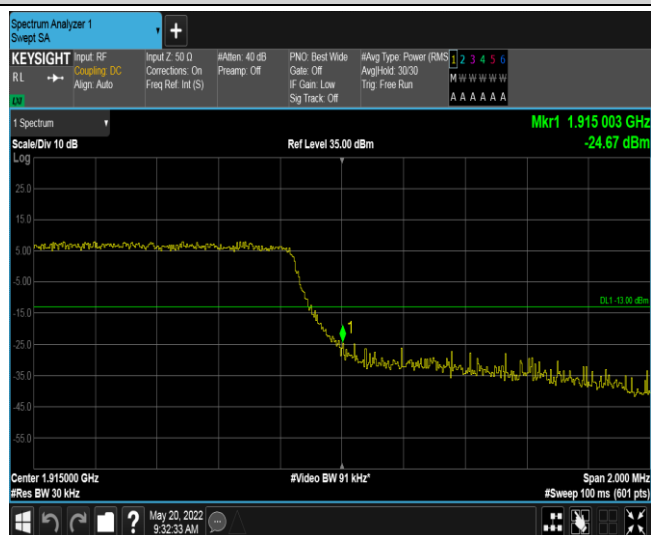 Spectrum Analyzer 1
Swept SA
+
KEYSIGHT
R L
Input: RF
Coupling: DC
Align: Auto
Input Z: 50 Ω
Corrections: On
Freq Ref: Int (S)
#Atten: 40 dB
Preamp: Off
PNO: Best Wide
Gate: Off
IF Gain: Low
Sig Track: Off
#Avg Type: Power (RMS
Avg|Hold: 30/30
Trig: Free Run
1 2 3 4 5 6
M W W W W W
A A A A A A
1 Spectrum
Scale/Div 10 dB
Ref Level 35.00 dBm
Mkr1 1.915 003 GHz
-24.67 dBm
Log
25.0
15.0
5.00
-5.00
-15.0
-25.0
-35.0
-45.0
-55.0
DL1 -13.00 dBm
1
Center 1.915000 GHz
#Video BW 91 kHz*
Span 2.000 MHz
#Res BW 30 kHz
#Sweep 100 ms (601 pts)
?
May 20, 2022
9:32:33 AM